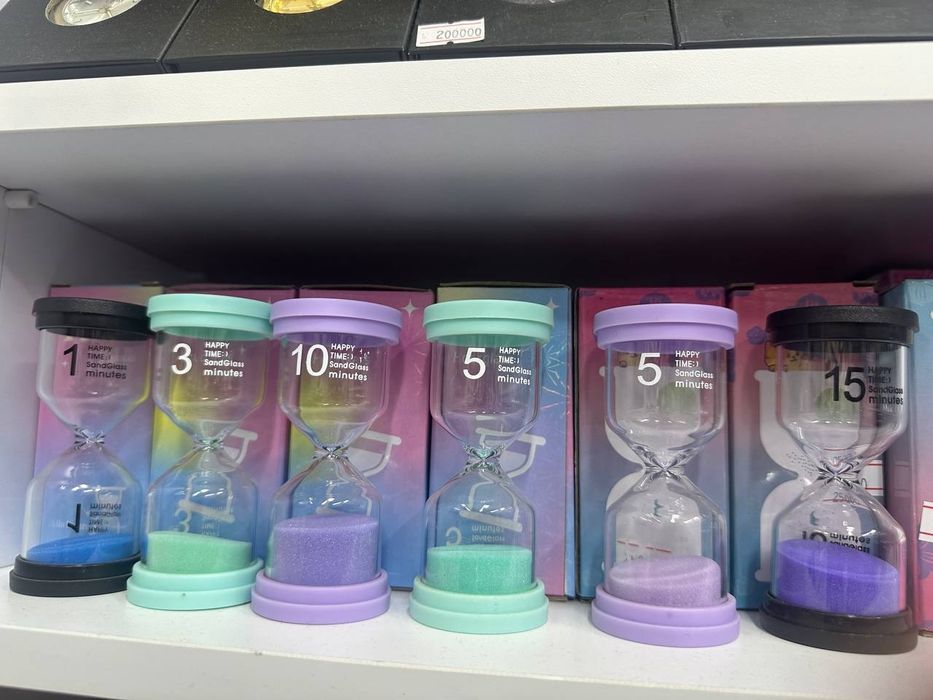 200000
1 HAPPY
TIME:)
SandGlass
minutes
3 HAPPY
TIME:)
SandGlass
minutes
10 HAPPY
TIME:)
SandGlass
minutes
5 HAPPY
TIME:)
SandGlass
minutes
5 HAPPY
TIME:)
SandGlass
minutes
15 HAPPY
TIME:)
SandGlass
minutes